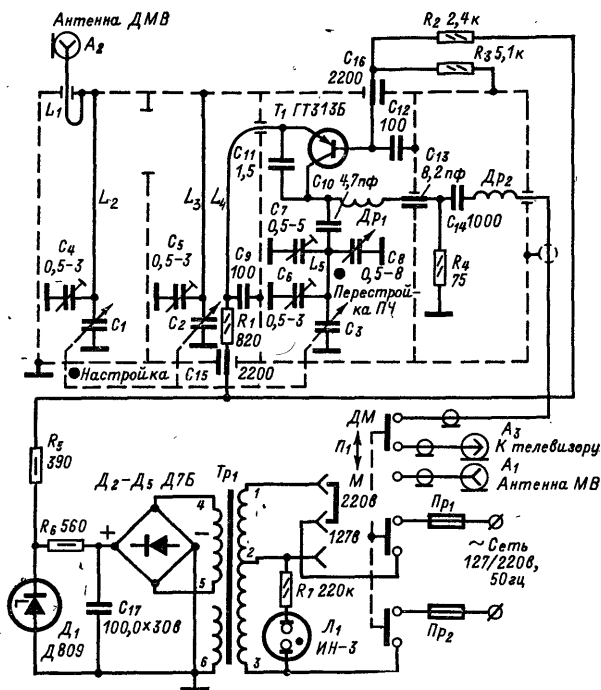 Антенна ДМВ
A2
R2 2,4к
C16
2200
R3 5,1к
L1
T1 ГТ313Б
C12
100
C11
1,5
C13
8,2пф
C10 4,7пф
Др2
L2
L3
L4
Др1
C14 1000
C7
0,5-5
C4
0,5-3
C5
0,5-3
C9
100
L5
C8
0,5-8
R4
75
C6
0,5-3
Перестрой-
ка ПЧ
C1
C2
R1
820
C3
Настройка
C15
2200
ДМ
П1
М
A3
К телевизору
A1
Антенна МВ
R5
390
Д2-Д5 Д7Б
Тр1
1
220в
4
R6 560
+
-
127в
2
Пр1
~ Сеть
127/220в,
50гц
5
R7 220к
C17
100,0×30в
Д1
Д809
Л1
ИН-3
Пр2
6
3